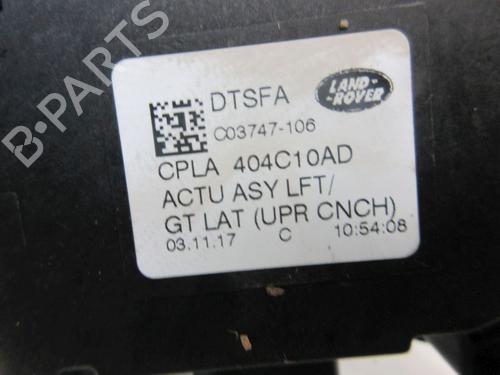 DTSFA
LAND-
-ROVER
C03747-106
CPLA 404C10AD
ACTU ASY LFT/
GT LAT (UPR CNCH)
03.11.17 C 10:54:08
B-PARTS